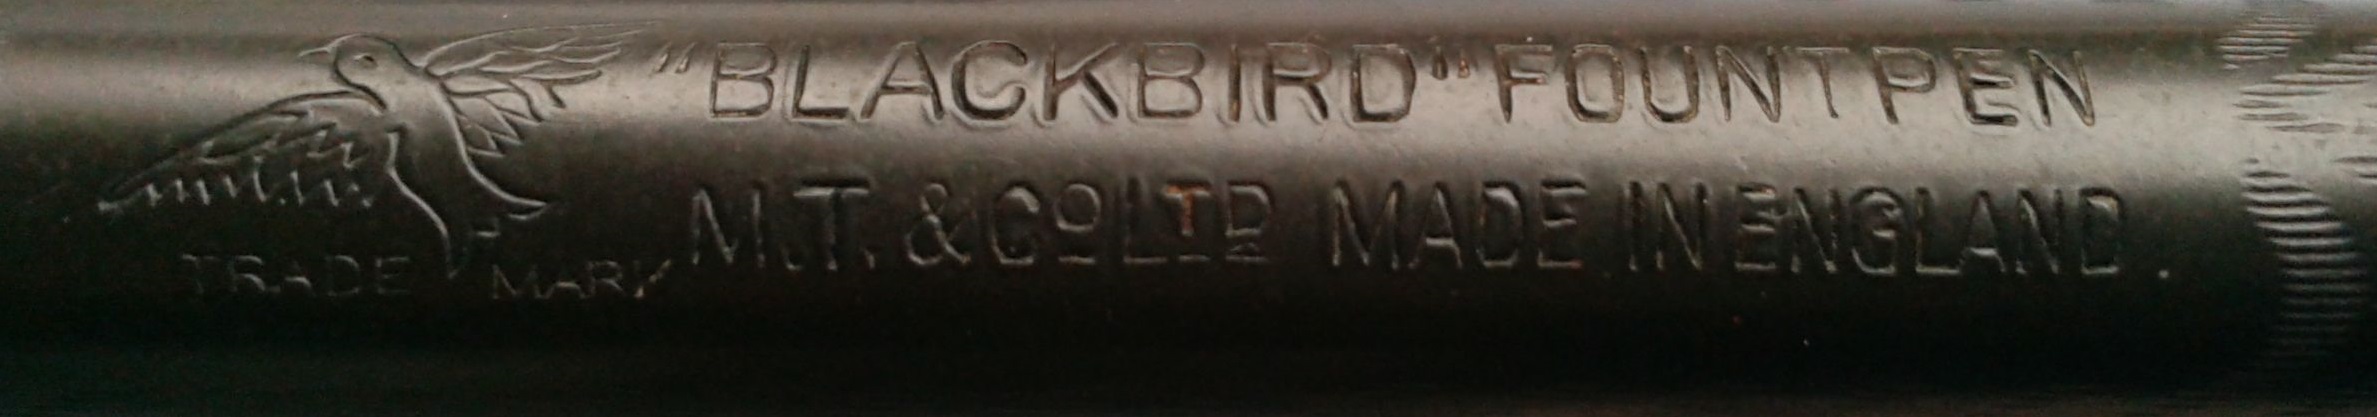 "BLACKBIRD" FOUNTPEN
M.T. & Cº LTD MADE IN ENGLAND.
TRADE MARK